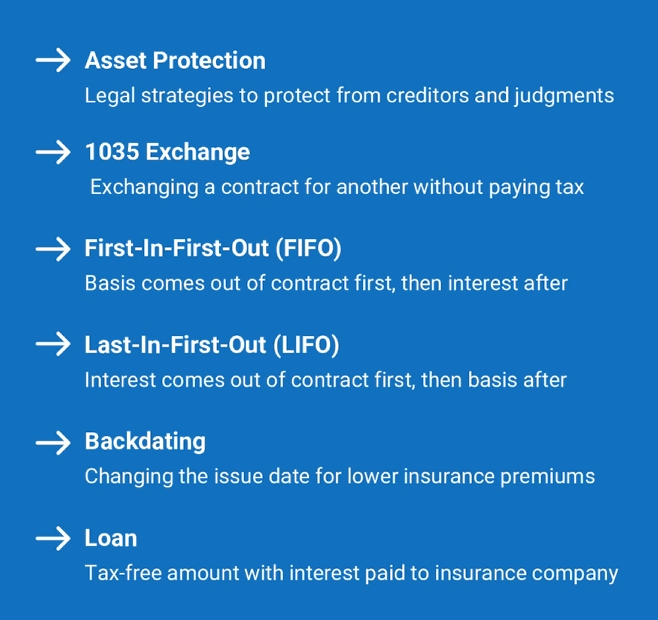 Asset Protection
Legal strategies to protect from creditors and judgments
1035 Exchange
Exchanging a contract for another without paying tax
First-In-First-Out (FIFO)
Basis comes out of contract first, then interest after
Last-In-First-Out (LIFO)
Interest comes out of contract first, then basis after
Backdating
Changing the issue date for lower insurance premiums
Loan
Tax-free amount with interest paid to insurance company